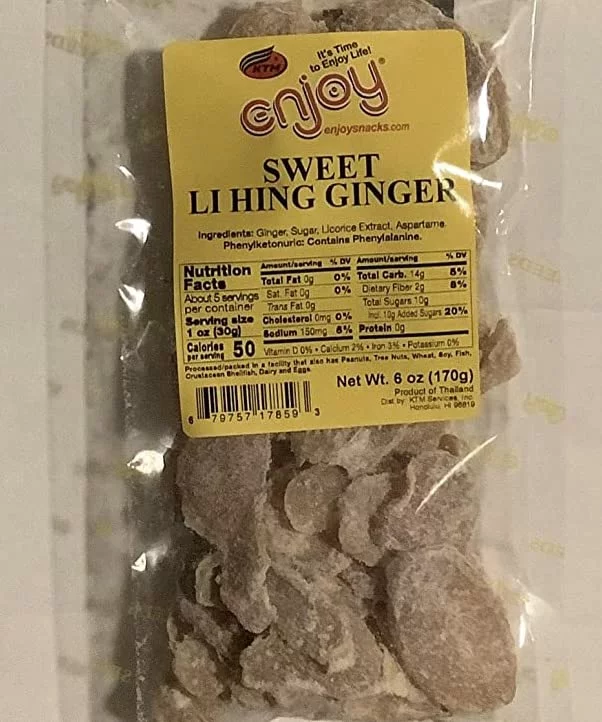 KTM
It's Time
to Enjoy Life!
enjoy®
enjoysnacks.com
SWEET
LI HING GINGER
Ingredients: Ginger, Sugar, Licorice Extract, Aspartame.
Phenylketonuric: Contains Phenylalanine.
Nutrition
Facts
About 5 servings
per container
Serving size
1 oz (30g)
Calories
per serving 50
Amount/serving % DV
Total Fat 0g 0%
Sat. Fat 0g 0%
Trans Fat 0g
Cholesterol 0mg 0%
Sodium 150mg 6%
Amount/serving % DV
Total Carb. 14g 5%
Dietary Fiber 2g 8%
Total Sugars 10g
Incl. 10g Added Sugars 20%
Protein 0g
Vitamin D 0% • Calcium 2% • Iron 3% • Potassium 0%
Processed/packed in a facility that also has Peanuts, Tree Nuts, Wheat, Soy, Fish,
Crustacean Shellfish, Dairy and Eggs
6 79757 17859 3
Net Wt. 6 oz (170g)
Product of Thailand
Dist by: KTM Services, Inc.
Honolulu, HI 96819